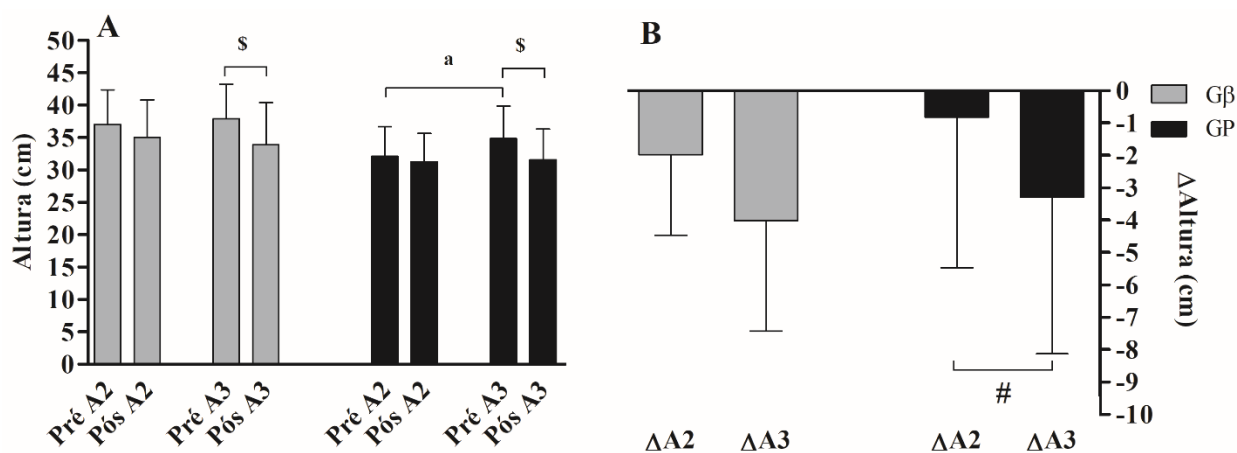 A
Altura (cm)
50
45
40
35
30
25
20
15
10
5
0
$
a
$
Pré A2
Pós A2
Pré A3
Pós A3
Pré A2
Pós A2
Pré A3
Pós A3
B
0
-1
-2
-3
-4
-5
-6
-7
-8
-9
-10
ΔAltura (cm)
#
ΔA2
ΔA3
ΔA2
ΔA3
Gβ
GP